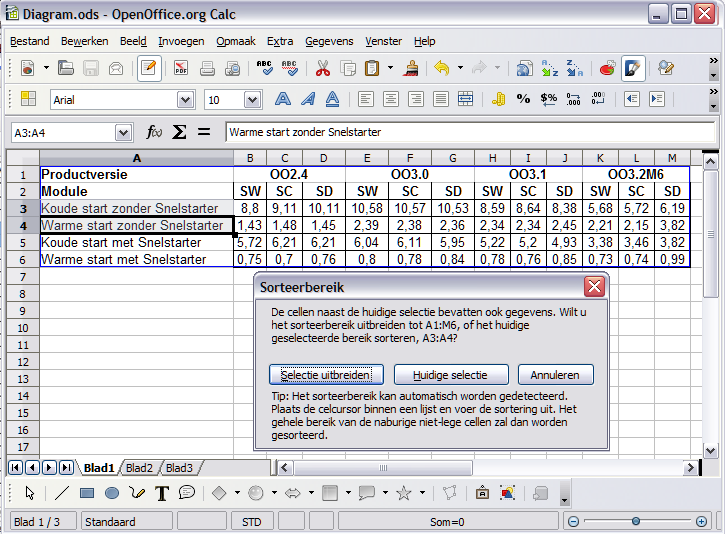 Diagram.ods - OpenOffice.org Calc
Bestand Bewerken Beeld Invoegen Opmaak Extra Gegevens Venster Help
Arial 10
A3:A4 Warme start zonder Snelstarter
A B C D E F G H I J K L M
1 Productversie OO2.4 OO3.0 OO3.1 OO3.2M6
2 Module SW SC SD SW SC SD SW SC SD SW SC SD
3 Koude start zonder Snelstarter 8,8 9,11 10,11 10,58 10,57 10,53 8,59 8,64 8,38 5,68 5,72 6,19
4 Warme start zonder Snelstarter 1,43 1,48 1,45 2,39 2,38 2,36 2,34 2,34 2,45 2,21 2,15 3,82
5 Koude start met Snelstarter 5,72 6,21 6,21 6,04 6,11 5,95 5,22 5,2 4,93 3,38 3,46 3,82
6 Warme start met Snelstarter 0,75 0,7 0,76 0,8 0,78 0,84 0,78 0,76 0,85 0,73 0,74 0,99
7
8
9
10
11
12
13
14
15
16
17
Sorteerbereik
De cellen naast de huidige selectie bevatten ook gegevens. Wilt u
het sorteerbereik uitbreiden tot A1:M6, of het huidige
geselecteerde bereik sorteren, A3:A4?
Selectie uitbreiden Huidige selectie Annuleren
Tip: Het sorteerbereik kan automatisch worden gedetecteerd.
Plaats de celcursor binnen een lijst en voer de sortering uit. Het
gehele bereik van de naburige niet-lege cellen zal dan worden
gesorteerd.
Blad1 Blad2 Blad3
Blad 1 / 3 Standaard STD Som=0